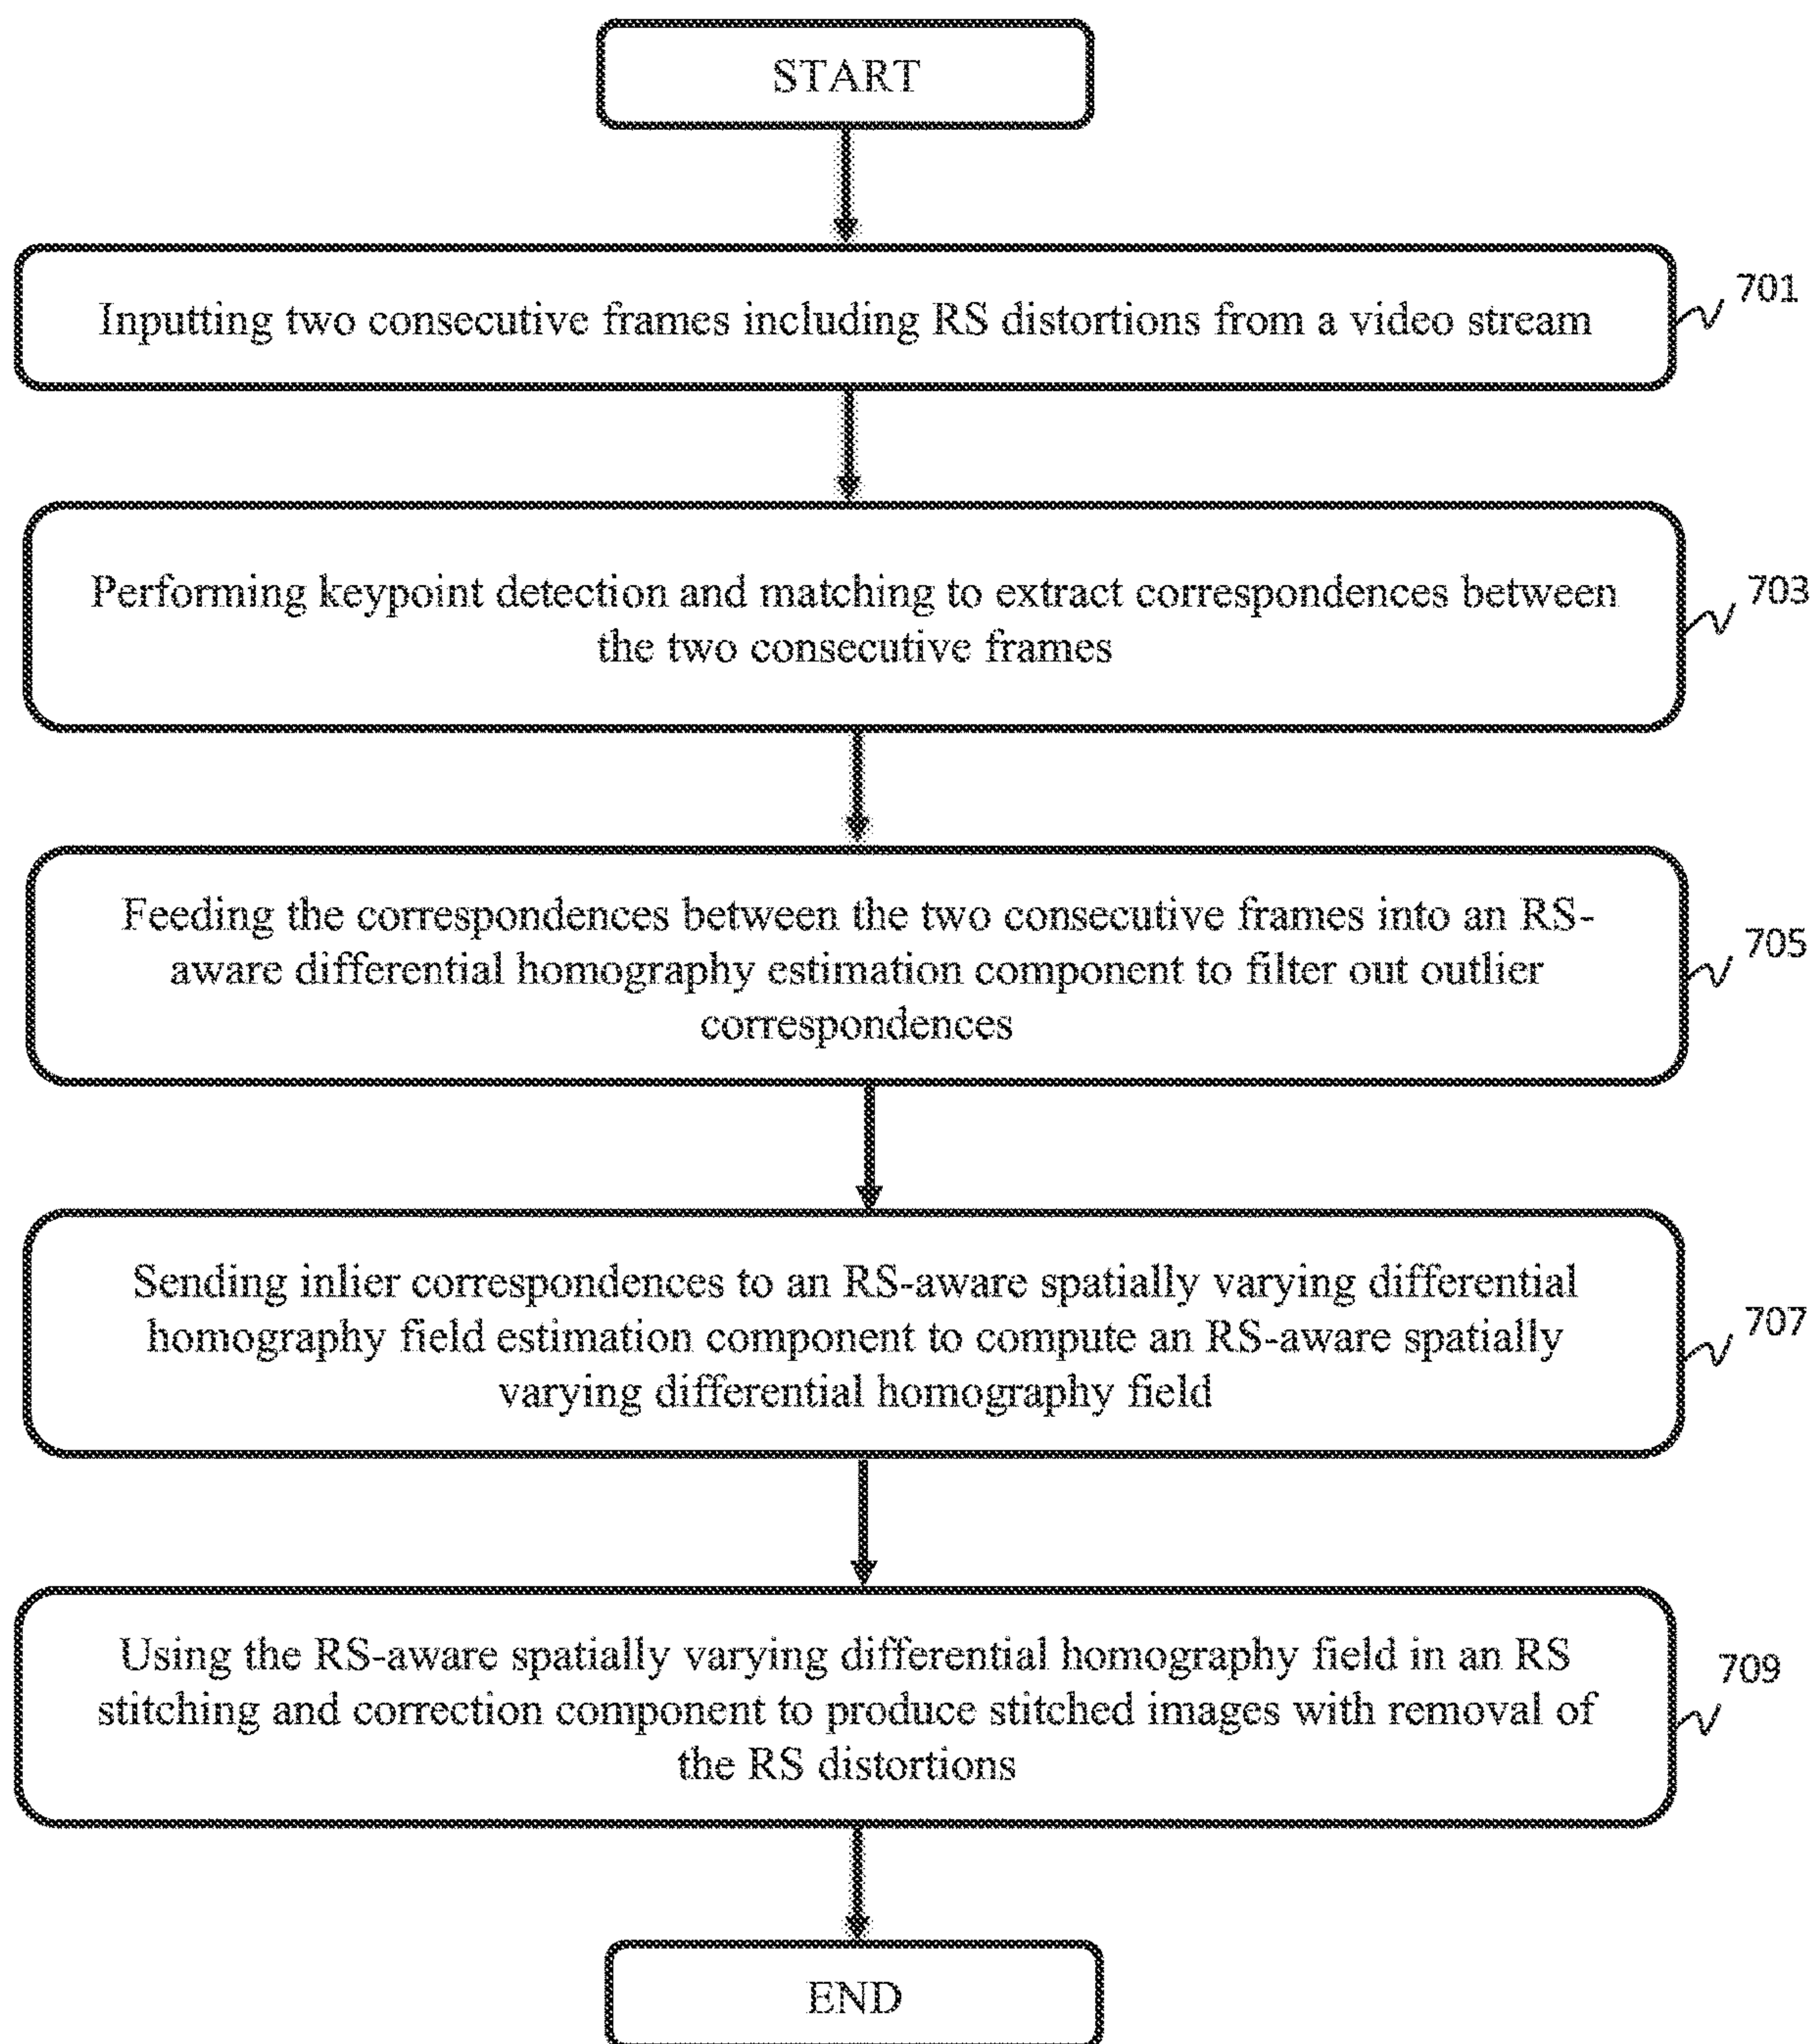 START
Inputting two consecutive frames including RS distortions from a video stream
701
Performing keypoint detection and matching to extract correspondences between
the two consecutive frames
703
Feeding the correspondences between the two consecutive frames into an RS-
aware differential homography estimation component to filter out outlier
correspondences
705
Sending inlier correspondences to an RS-aware spatially varying differential
homography field estimation component to compute an RS-aware spatially
varying differential homography field
707
Using the RS-aware spatially varying differential homography field in an RS
stitching and correction component to produce stitched images with removal of
the RS distortions
709
END